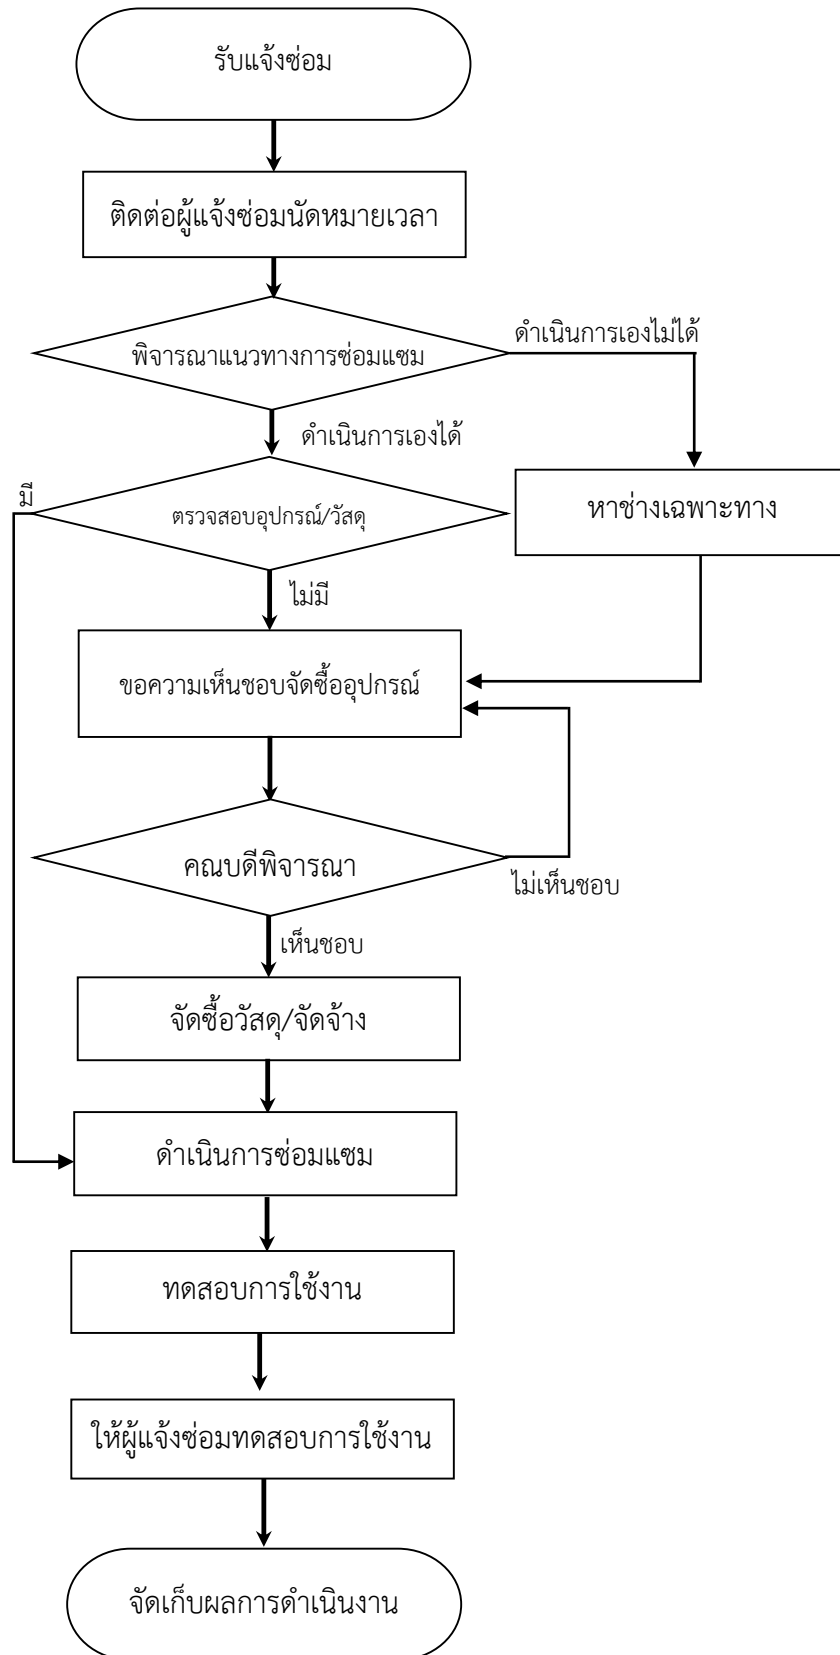 รับแจ้งซ่อม
ติดต่อผู้แจ้งซ่อมนัดหมายเวลา
ดำเนินการเองไม่ได้
พิจารณาแนวทางการซ่อมแซม
ดำเนินการเองได้
มี
ตรวจสอบอุปกรณ์/วัสดุ
หาช่างเฉพาะทาง
ไม่มี
ขอความเห็นชอบจัดซื้ออุปกรณ์
คณบดีพิจารณา
ไม่เห็นชอบ
เห็นชอบ
จัดซื้อวัสดุ/จัดจ้าง
ดำเนินการซ่อมแซม
ทดสอบการใช้งาน
ให้ผู้แจ้งซ่อมทดสอบการใช้งาน
จัดเก็บผลการดำเนินงาน